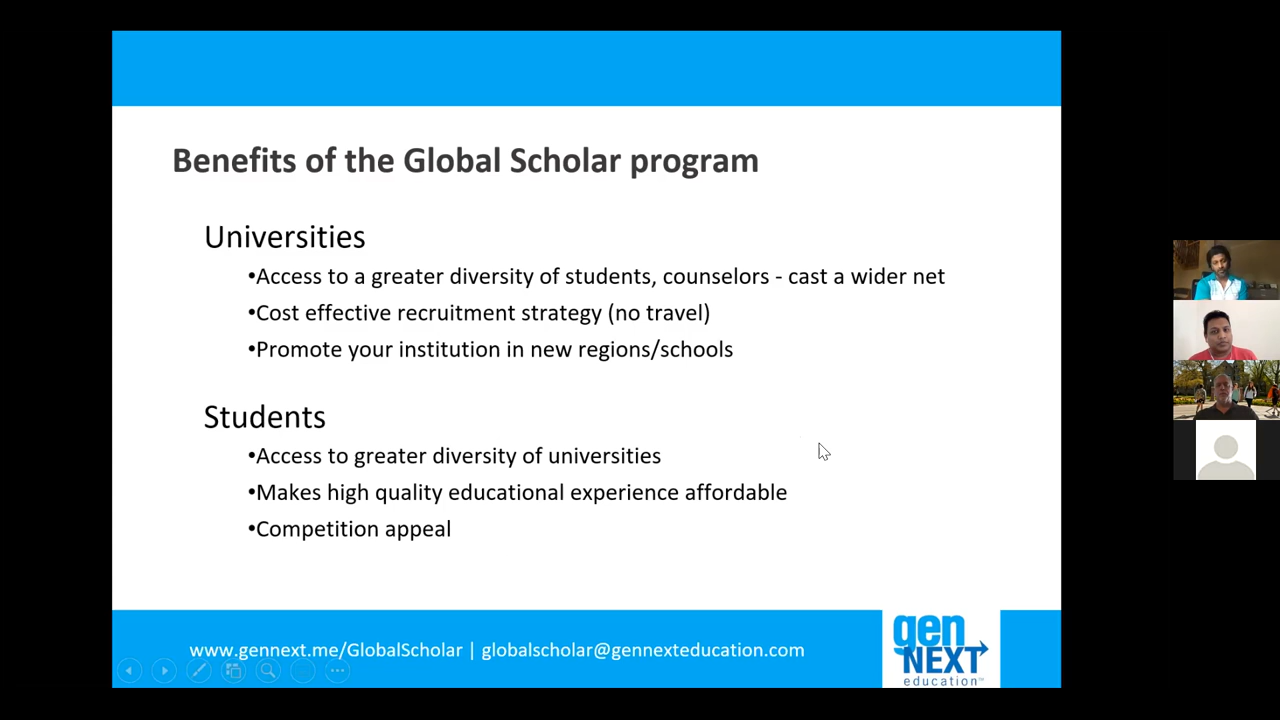 Benefits of the Global Scholar program
Universities
•Access to a greater diversity of students, counselors - cast a wider net
•Cost effective recruitment strategy (no travel)
•Promote your institution in new regions/schools
Students
•Access to greater diversity of universities
•Makes high quality educational experience affordable
•Competition appeal
www.gennext.me/GlobalScholar | globalscholar@gennexteducation.com
gen
NEXT
education™